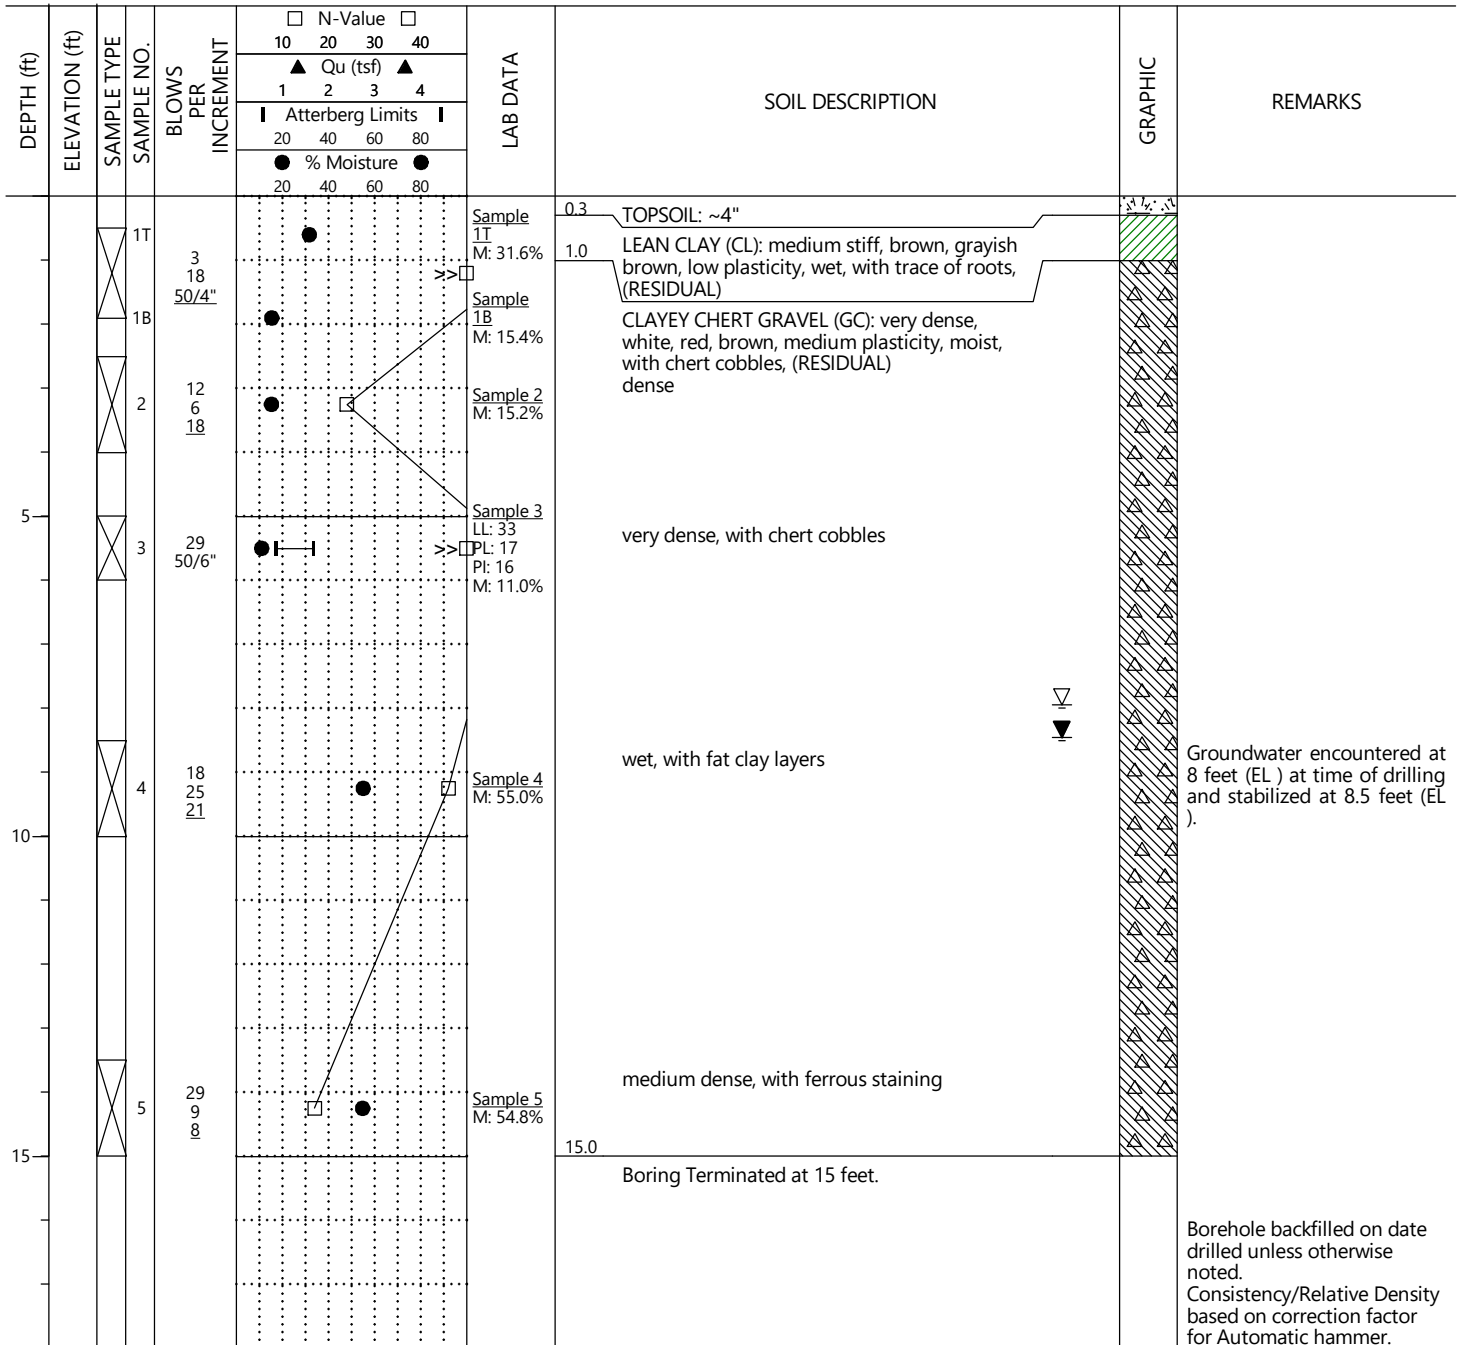 DEPTH (ft)
ELEVATION (ft)
SAMPLE TYPE
SAMPLE NO.
BLOWS
PER
INCREMENT
N-Value
10 20 30 40
Qu (tsf)
1 2 3 4
Atterberg Limits
20 40 60 80
% Moisture
20 40 60 80
LAB DATA
SOIL DESCRIPTION
GRAPHIC
REMARKS
1T
3
18
50/4"
1B
>>
Sample
1T
M: 31.6%
Sample
1B
M: 15.4%
0.3
TOPSOIL: ~4"
1.0
LEAN CLAY (CL): medium stiff, brown, grayish
brown, low plasticity, wet, with trace of roots,
(RESIDUAL)
CLAYEY CHERT GRAVEL (GC): very dense,
white, red, brown, medium plasticity, moist,
with chert cobbles, (RESIDUAL)
dense
2
12
6
18
Sample 2
M: 15.2%
5
3
29
50/6"
>>
Sample 3
LL: 33
PL: 17
PI: 16
M: 11.0%
very dense, with chert cobbles
4
18
25
21
Sample 4
M: 55.0%
wet, with fat clay layers
Groundwater encountered at
8 feet (EL ) at time of drilling
and stabilized at 8.5 feet (EL
).
10
5
29
9
8
Sample 5
M: 54.8%
medium dense, with ferrous staining
15
15.0
Boring Terminated at 15 feet.
Borehole backfilled on date
drilled unless otherwise
noted.
Consistency/Relative Density
based on correction factor
for Automatic hammer.